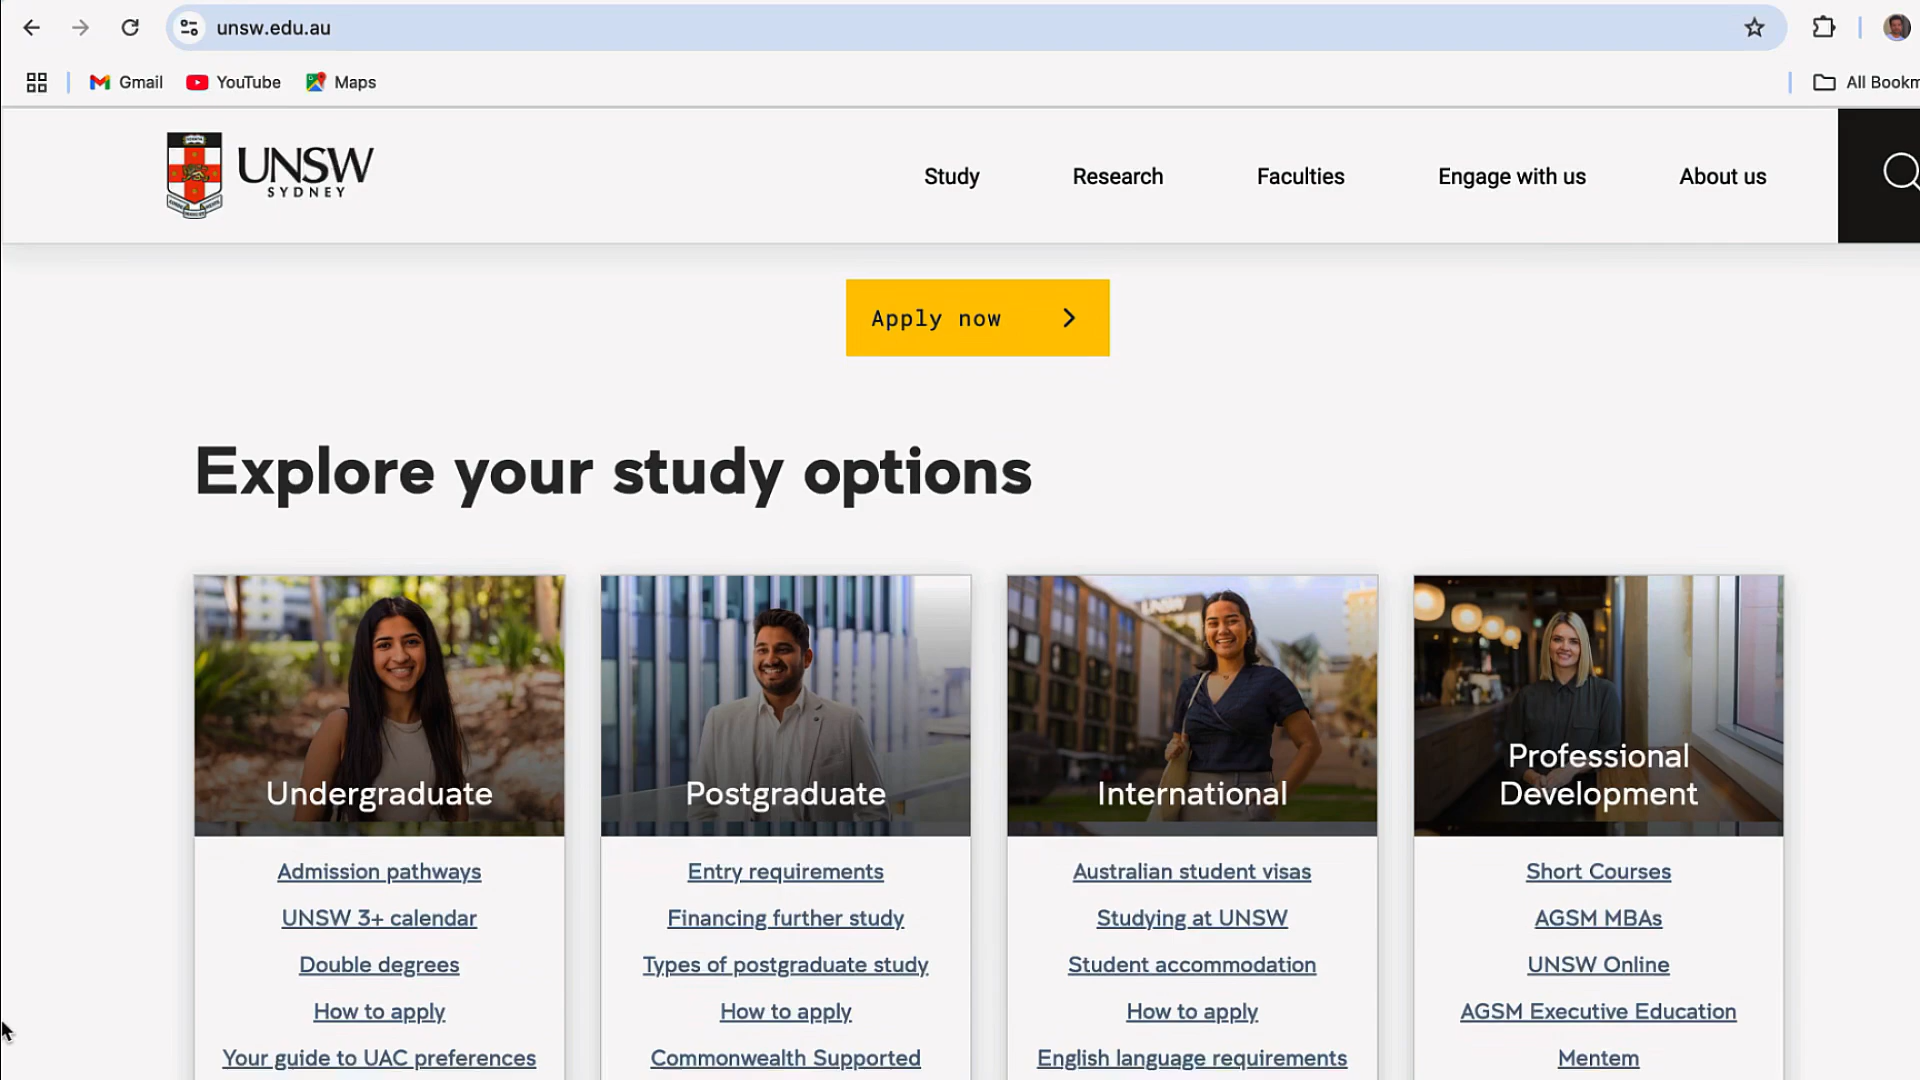 unsw.edu.au
Gmail YouTube Maps All Bookm
UNSW
SYDNEY
Study Research Faculties Engage with us About us
Apply now
Explore your study options
Undergraduate
Admission pathways
UNSW 3+ calendar
Double degrees
How to apply
Your guide to UAC preferences
Postgraduate
Entry requirements
Financing further study
Types of postgraduate study
How to apply
Commonwealth Supported
UNSW
International
Australian student visas
Studying at UNSW
Student accommodation
How to apply
English language requirements
Professional
Development
Short Courses
AGSM MBAs
UNSW Online
AGSM Executive Education
Mentem